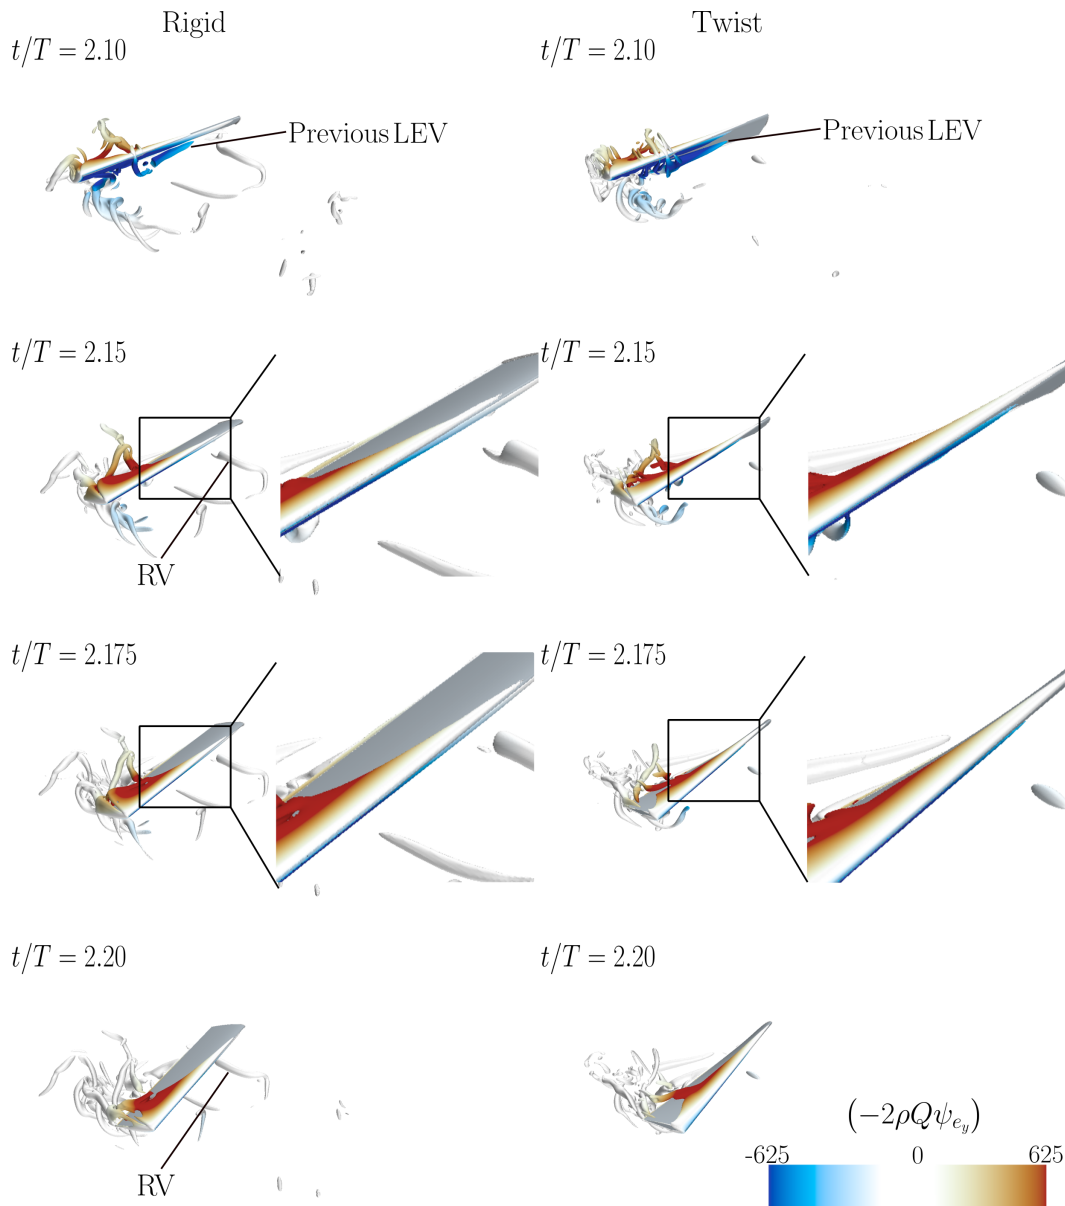 Rigid
Twist
t/T = 2.10
t/T = 2.10
Previous LEV
Previous LEV
t/T = 2.15
t/T = 2.15
RV
t/T = 2.175
t/T = 2.175
t/T = 2.20
t/T = 2.20
RV
(−2ρQψ_{e_y})
-625 0 625